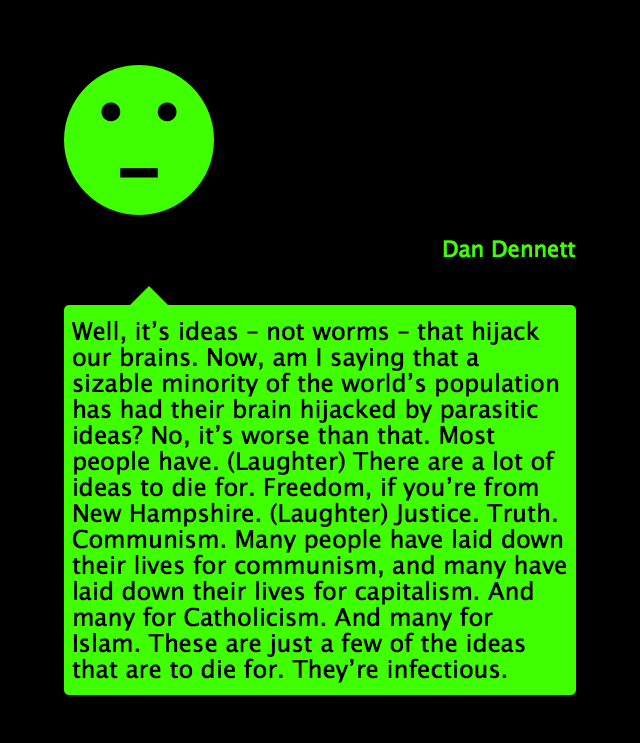 Dan Dennett
Well, it’s ideas – not worms – that hijack
our brains. Now, am I saying that a
sizable minority of the world’s population
has had their brain hijacked by parasitic
ideas? No, it’s worse than that. Most
people have. (Laughter) There are a lot of
ideas to die for. Freedom, if you’re from
New Hampshire. (Laughter) Justice. Truth.
Communism. Many people have laid down
their lives for communism, and many have
laid down their lives for capitalism. And
many for Catholicism. And many for
Islam. These are just a few of the ideas
that are to die for. They’re infectious.